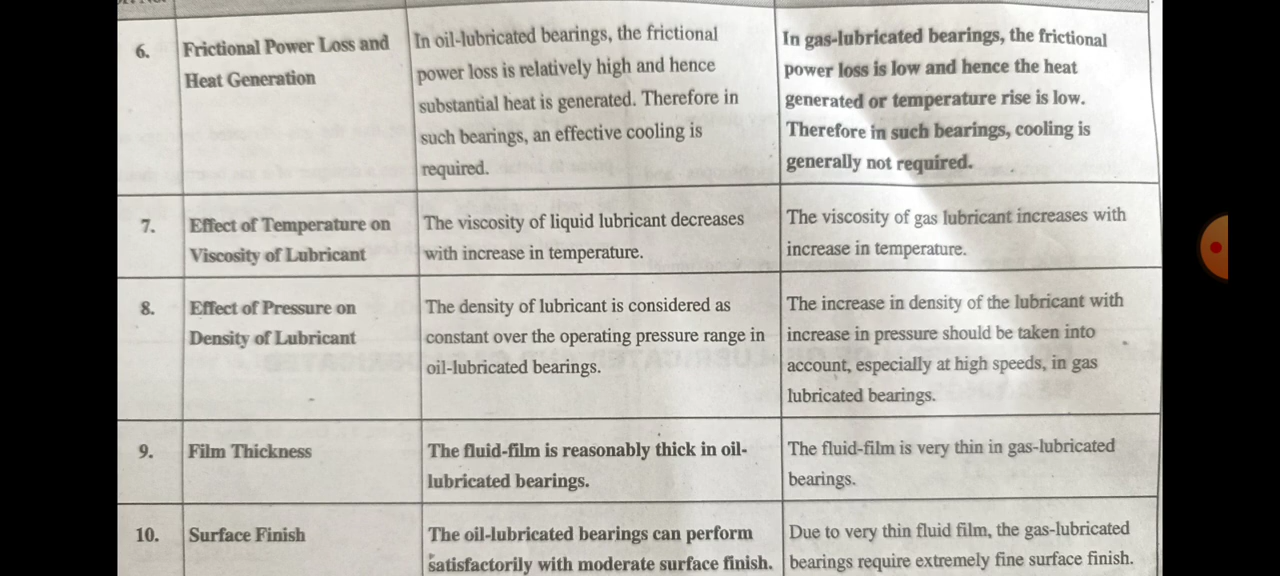 6.
Frictional Power Loss and
Heat Generation
In oil-lubricated bearings, the frictional
power loss is relatively high and hence
substantial heat is generated. Therefore in
such bearings, an effective cooling is
required.
In gas-lubricated bearings, the frictional
power loss is low and hence the heat
generated or temperature rise is low.
Therefore in such bearings, cooling is
generally not required.
7.
Effect of Temperature on
Viscosity of Lubricant
The viscosity of liquid lubricant decreases
with increase in temperature.
The viscosity of gas lubricant increases with
increase in temperature.
8.
Effect of Pressure on
Density of Lubricant
The density of lubricant is considered as
constant over the operating pressure range in
oil-lubricated bearings.
The increase in density of the lubricant with
increase in pressure should be taken into
account, especially at high speeds, in gas
lubricated bearings.
9.
Film Thickness
The fluid-film is reasonably thick in oil-
lubricated bearings.
The fluid-film is very thin in gas-lubricated
bearings.
10.
Surface Finish
The oil-lubricated bearings can perform
satisfactorily with moderate surface finish.
Due to very thin fluid film, the gas-lubricated
bearings require extremely fine surface finish.